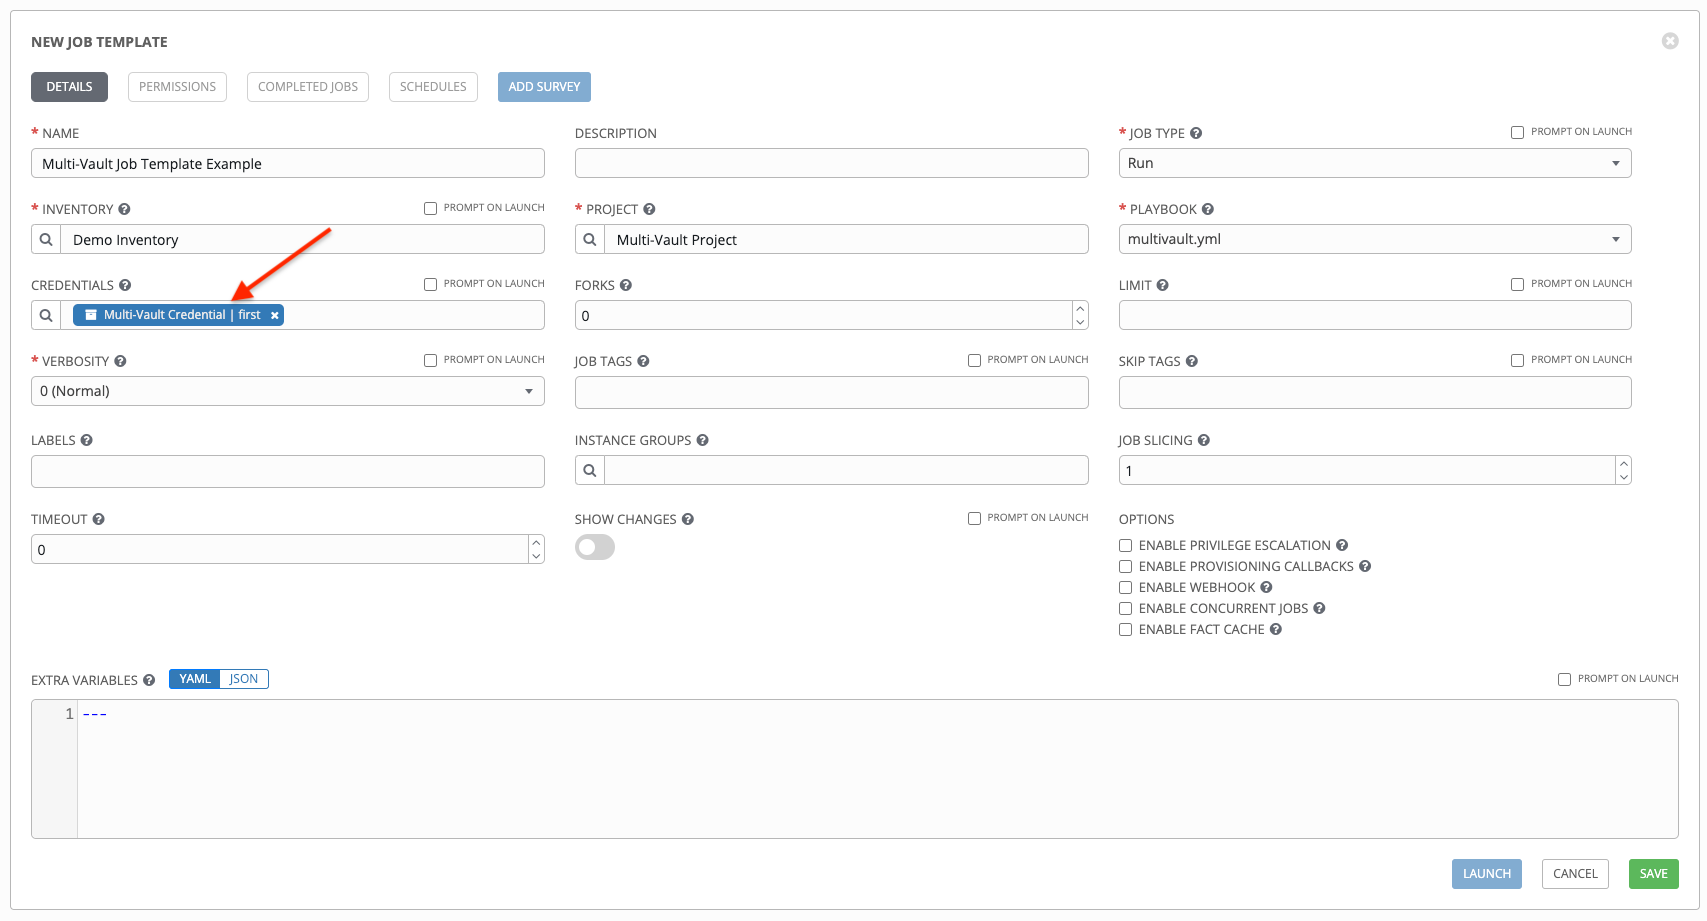 NEW JOB TEMPLATE
DETAILS PERMISSIONS COMPLETED JOBS SCHEDULES ADD SURVEY
* NAME DESCRIPTION * JOB TYPE PROMPT ON LAUNCH
Multi-Vault Job Template Example Run
* INVENTORY PROMPT ON LAUNCH * PROJECT * PLAYBOOK
Demo Inventory Multi-Vault Project multivault.yml
CREDENTIALS PROMPT ON LAUNCH FORKS LIMIT PROMPT ON LAUNCH
Multi-Vault Credential | first 0
* VERBOSITY PROMPT ON LAUNCH JOB TAGS PROMPT ON LAUNCH SKIP TAGS PROMPT ON LAUNCH
0 (Normal)
LABELS INSTANCE GROUPS JOB SLICING
1
TIMEOUT SHOW CHANGES PROMPT ON LAUNCH OPTIONS
0 ENABLE PRIVILEGE ESCALATION
ENABLE PROVISIONING CALLBACKS
ENABLE WEBHOOK
ENABLE CONCURRENT JOBS
ENABLE FACT CACHE
EXTRA VARIABLES YAML JSON PROMPT ON LAUNCH
1 ---
LAUNCH CANCEL SAVE